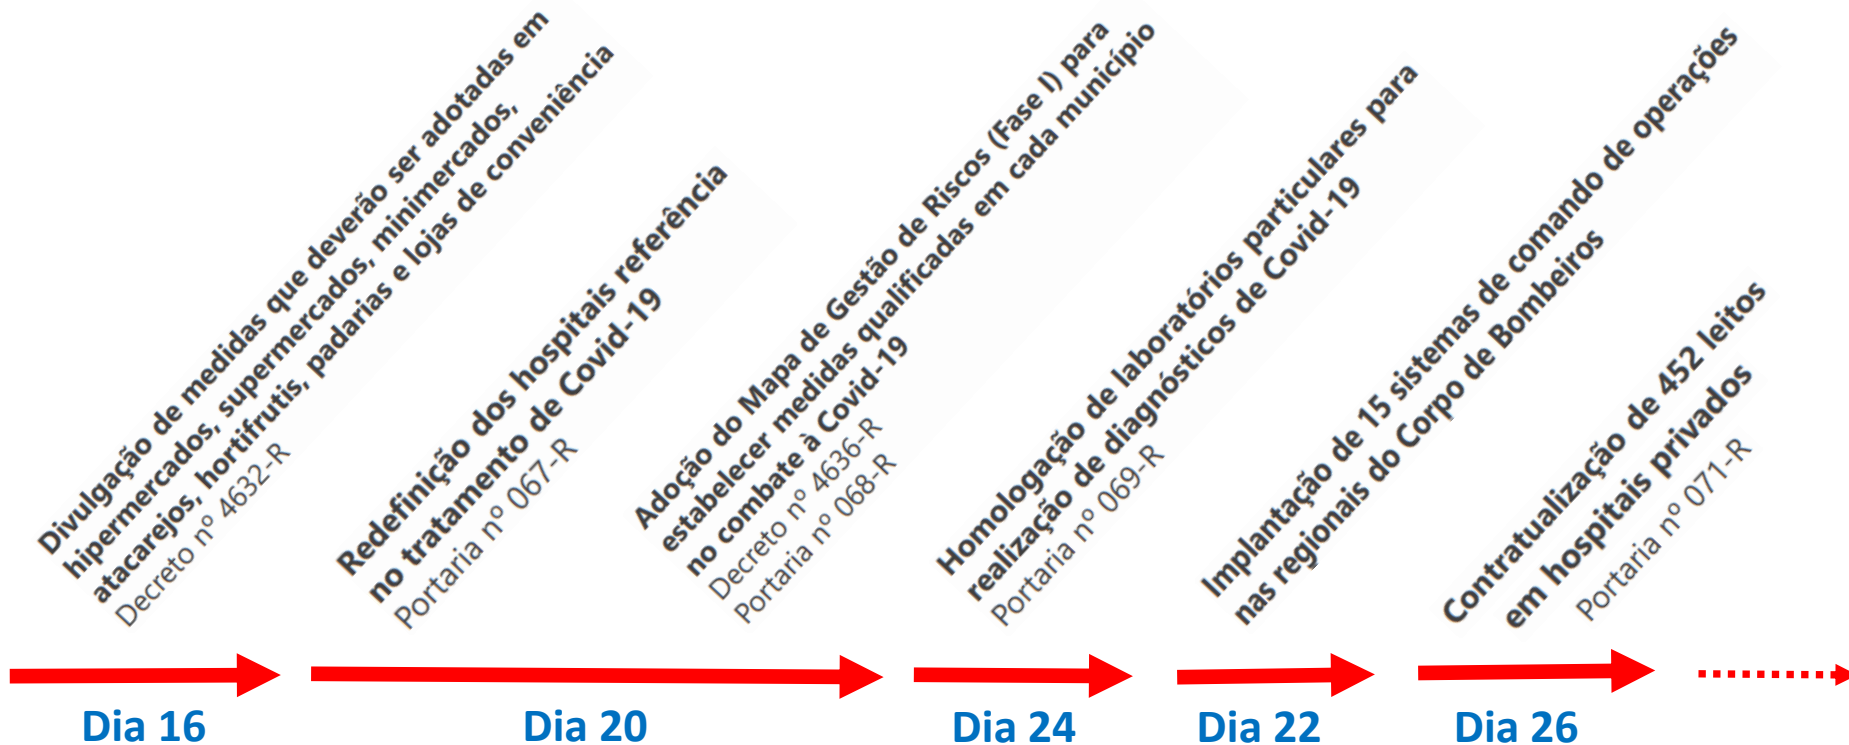 Divulgação de medidas que deverão ser adotadas em
hipermercados, supermercados, minimercados,
atacarejos, hortifrutis, padarias e lojas de conveniência
Decreto nº 4632-R
Redefinição dos hospitais referência
no tratamento de Covid-19
Portaria nº 067-R
Adoção do Mapa de Gestão de Riscos (Fase I) para
estabelecer medidas qualificadas em cada município
no combate à Covid-19
Decreto nº 4636-R
Portaria nº 068-R
Homologação de laboratórios particulares para
realização de diagnósticos de Covid-19
Portaria nº 069-R
Implantação de 15 sistemas de comando de operações
nas regionais do Corpo de Bombeiros
Contratualização de 452 leitos
em hospitais privados
Portaria nº 071-R
Dia 16
Dia 20
Dia 24
Dia 22
Dia 26